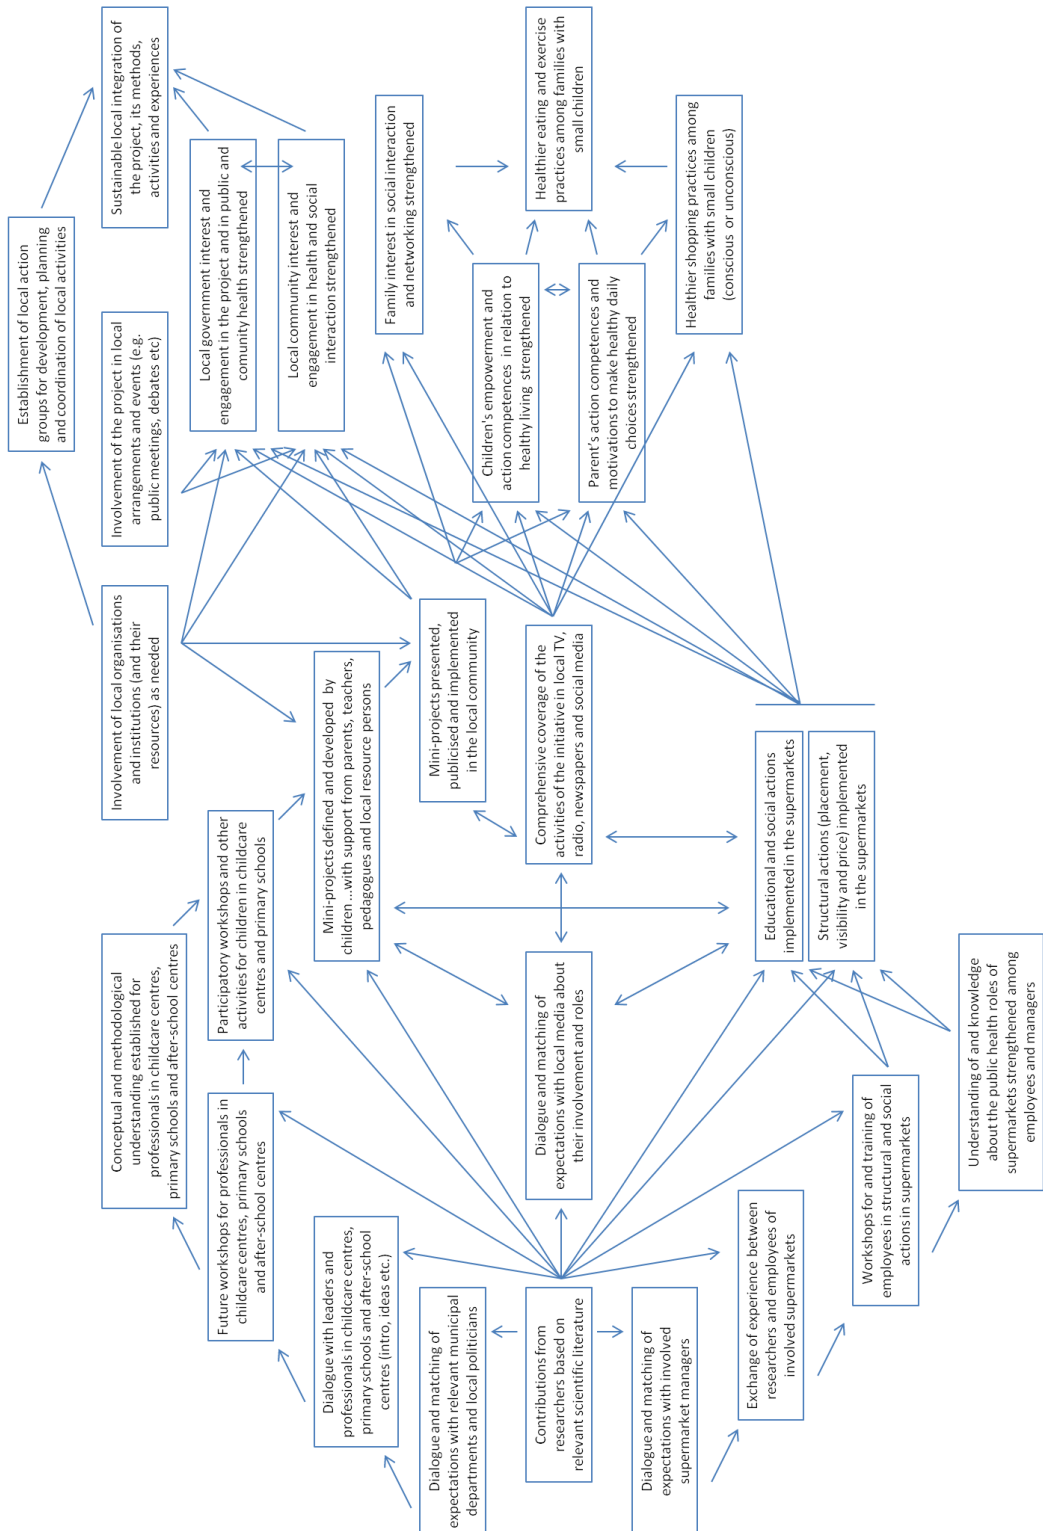 Establishment of local action
groups for development, planning
and coordination of local activities
Sustainable local integration of
the project, its methods,
activities and experiences
Involvement of local organisations
and institutions (and their
resources) as needed
Involvement of the project in local
arrangements and events (e.g.
public meetings, debates etc)
Local government interest and
engagement in the project and in public and
comunity health strengthened
Local community interest and
engagement in health and social
interaction strengthened
Conceptual and methodological
understanding established for
professionals in childcare centres,
primary schools and after-school centres
Future workshops for professionals in
childcare centres, primary schools
and after-school centres
Participatory workshops and other
activities for children in childcare
centres and primary schools
Dialogue with leaders and
professionals in childcare centres,
primary schools and after-school
centres (intro, ideas etc.)
Mini-projects defined and developed by
children ...with support from parents, teachers,
pedagogues and local resource persons
Family interest in social interaction
and networking strengthened
Dialogue and matching of
expectations with relevant municipal
departments and local politicians
Mini-projects presented,
publicised and implemented
in the local community
Children's empowerment and
action competences in relation to
healthy living strengthened
Contributions from
researchers based on
relevant scientific literature
Dialogue and matching of
expectations with local media about
their involvement and roles
Comprehensive coverage of the
activities of the initiative in local TV,
radio, newspapers and social media
Healthier eating and exercise
practices among families with
small children
Parent's action competences and
motivations to make healthy daily
choices strengthened
Dialogue and matching of
expectations with involved
supermarket managers
Healthier shopping practices among
families with small children
(conscious or unconscious)
Exchange of experience between
researchers and employees of
involved supermarkets
Educational and social actions
implemented in the supermarkets
Structural actions (placement,
visibility and price) implemented
in the supermarkets
Workshops for and training of
employees in structural and social
actions in supermarkets
Understanding of and knowledge
about the public health roles of
supermarkets strengthened among
employees and managers